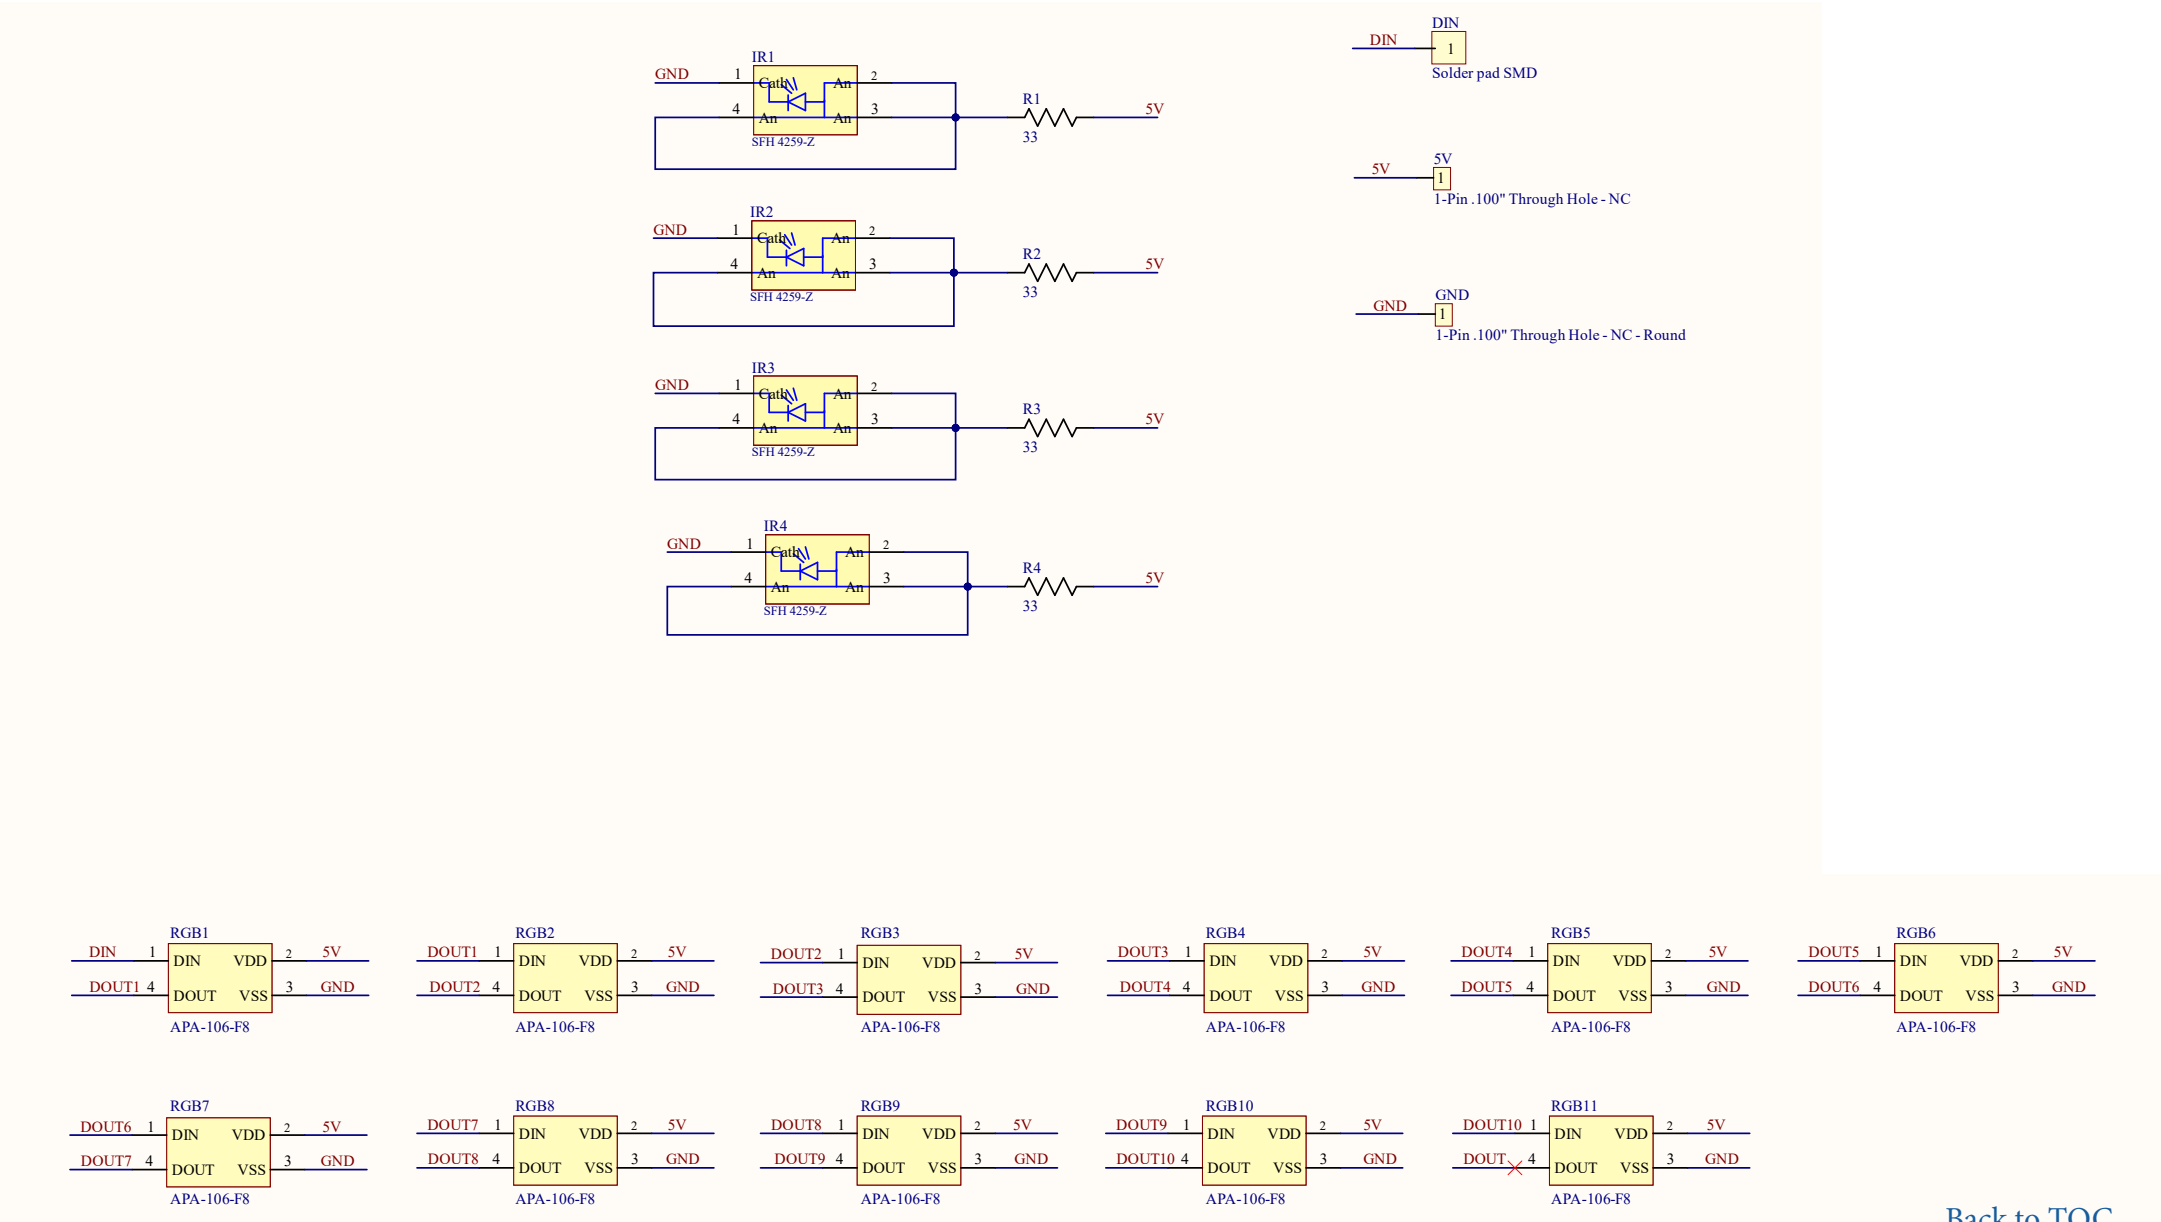 IR1
GND 1 Cath An 2
4 An An 3
SFH 4259-Z
R1
33
5V
IR2
GND 1 Cath An 2
4 An An 3
SFH 4259-Z
R2
33
5V
IR3
GND 1 Cath An 2
4 An An 3
SFH 4259-Z
R3
33
5V
IR4
GND 1 Cath An 2
4 An An 3
SFH 4259-Z
R4
33
5V
DIN
DIN 1
Solder pad SMD
5V
5V 1
1-Pin .100" Through Hole - NC
GND
GND 1
1-Pin .100" Through Hole - NC - Round
RGB1
DIN 1 DIN VDD 2 5V
DOUT1 4 DOUT VSS 3 GND
APA-106-F8
RGB2
DOUT1 1 DIN VDD 2 5V
DOUT2 4 DOUT VSS 3 GND
APA-106-F8
RGB3
DOUT2 1 DIN VDD 2 5V
DOUT3 4 DOUT VSS 3 GND
APA-106-F8
RGB4
DOUT3 1 DIN VDD 2 5V
DOUT4 4 DOUT VSS 3 GND
APA-106-F8
RGB5
DOUT4 1 DIN VDD 2 5V
DOUT5 4 DOUT VSS 3 GND
APA-106-F8
RGB6
DOUT5 1 DIN VDD 2 5V
DOUT6 4 DOUT VSS 3 GND
APA-106-F8
RGB7
DOUT6 1 DIN VDD 2 5V
DOUT7 4 DOUT VSS 3 GND
APA-106-F8
RGB8
DOUT7 1 DIN VDD 2 5V
DOUT8 4 DOUT VSS 3 GND
APA-106-F8
RGB9
DOUT8 1 DIN VDD 2 5V
DOUT9 4 DOUT VSS 3 GND
APA-106-F8
RGB10
DOUT9 1 DIN VDD 2 5V
DOUT10 4 DOUT VSS 3 GND
APA-106-F8
RGB11
DOUT10 1 DIN VDD 2 5V
DOUT 4 DOUT VSS 3 GND
APA-106-F8
Back to TOC